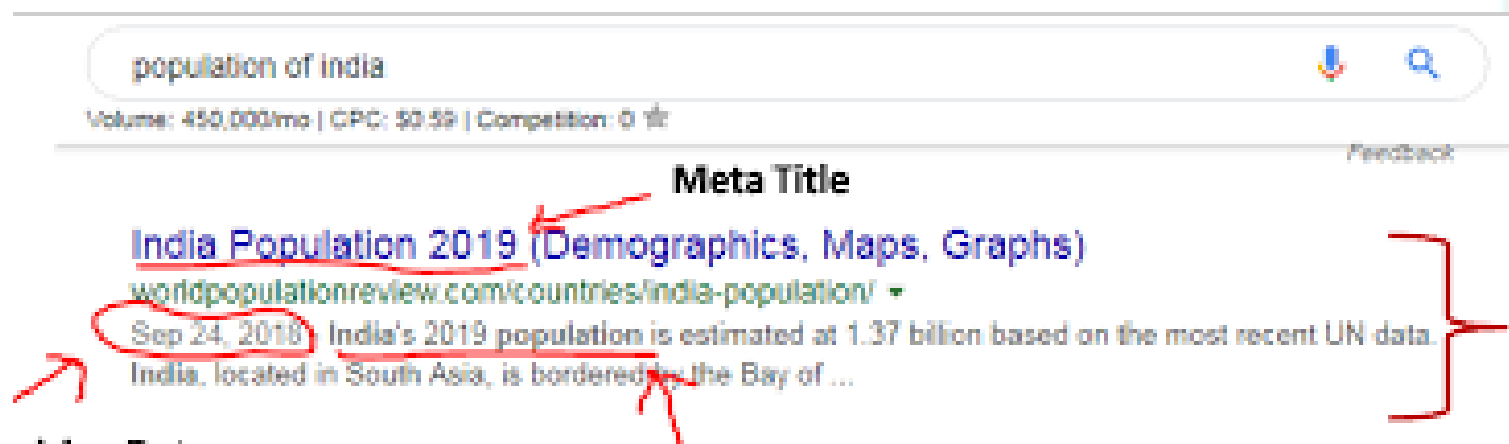 population of india
Volume: 450,000/mo | CPC: $0.59 | Competition: 0
Feedback
Meta Title
India Population 2019 (Demographics, Maps, Graphs)
worldpopulationreview.com/countries/india-population/
Sep 24, 2018 India's 2019 population is estimated at 1.37 billion based on the most recent UN data.
India, located in South Asia, is bordered by the Bay of ...